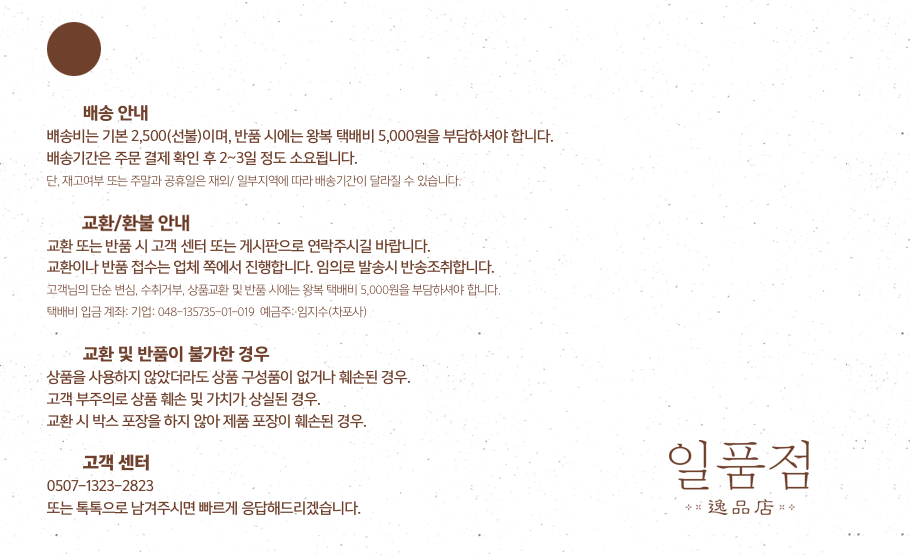 배송 안내
배송비는 기본 2,500(선불)이며, 반품 시에는 왕복 택배비 5,000원을 부담하셔야 합니다.
배송기간은 주문 결제 확인 후 2~3일 정도 소요됩니다.
단, 재고여부 또는 주말과 공휴일은 재외/ 일부지역에 따라 배송기간이 달라질 수 있습니다.
교환/환불 안내
교환 또는 반품 시 고객 센터 또는 게시판으로 연락주시길 바랍니다.
교환이나 반품 접수는 업체 쪽에서 진행합니다. 임의로 발송시 반송조취합니다.
고객님의 단순 변심, 수취거부, 상품교환 및 반품 시에는 왕복 택배비 5,000원을 부담하셔야 합니다.
택배비 입금 계좌: 기업: 048-135735-01-019 예금주: 임지수(차포사)
교환 및 반품이 불가한 경우
상품을 사용하지 않았더라도 상품 구성품이 없거나 훼손된 경우.
고객 부주의로 상품 훼손 및 가치가 상실된 경우.
교환 시 박스 포장을 하지 않아 제품 포장이 훼손된 경우.
고객 센터
0507-1323-2823
또는 톡톡으로 남겨주시면 빠르게 응답해드리겠습니다.
일품점
逸品店